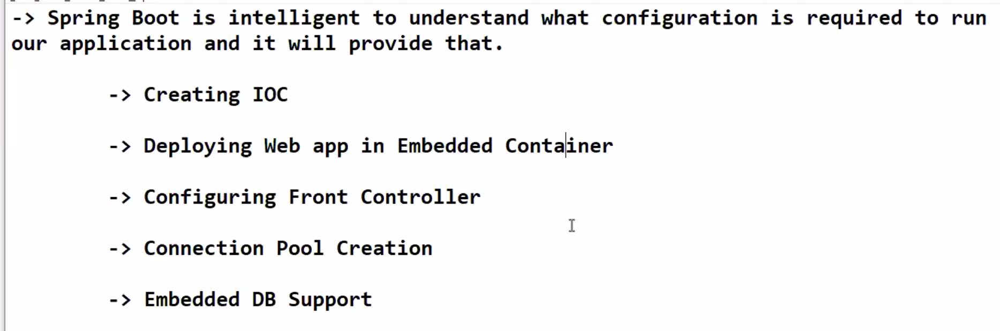 -> Spring Boot is intelligent to understand what configuration is required to run
our application and it will provide that.
-> Creating IOC
-> Deploying Web app in Embedded Container
-> Configuring Front Controller
-> Connection Pool Creation
-> Embedded DB Support